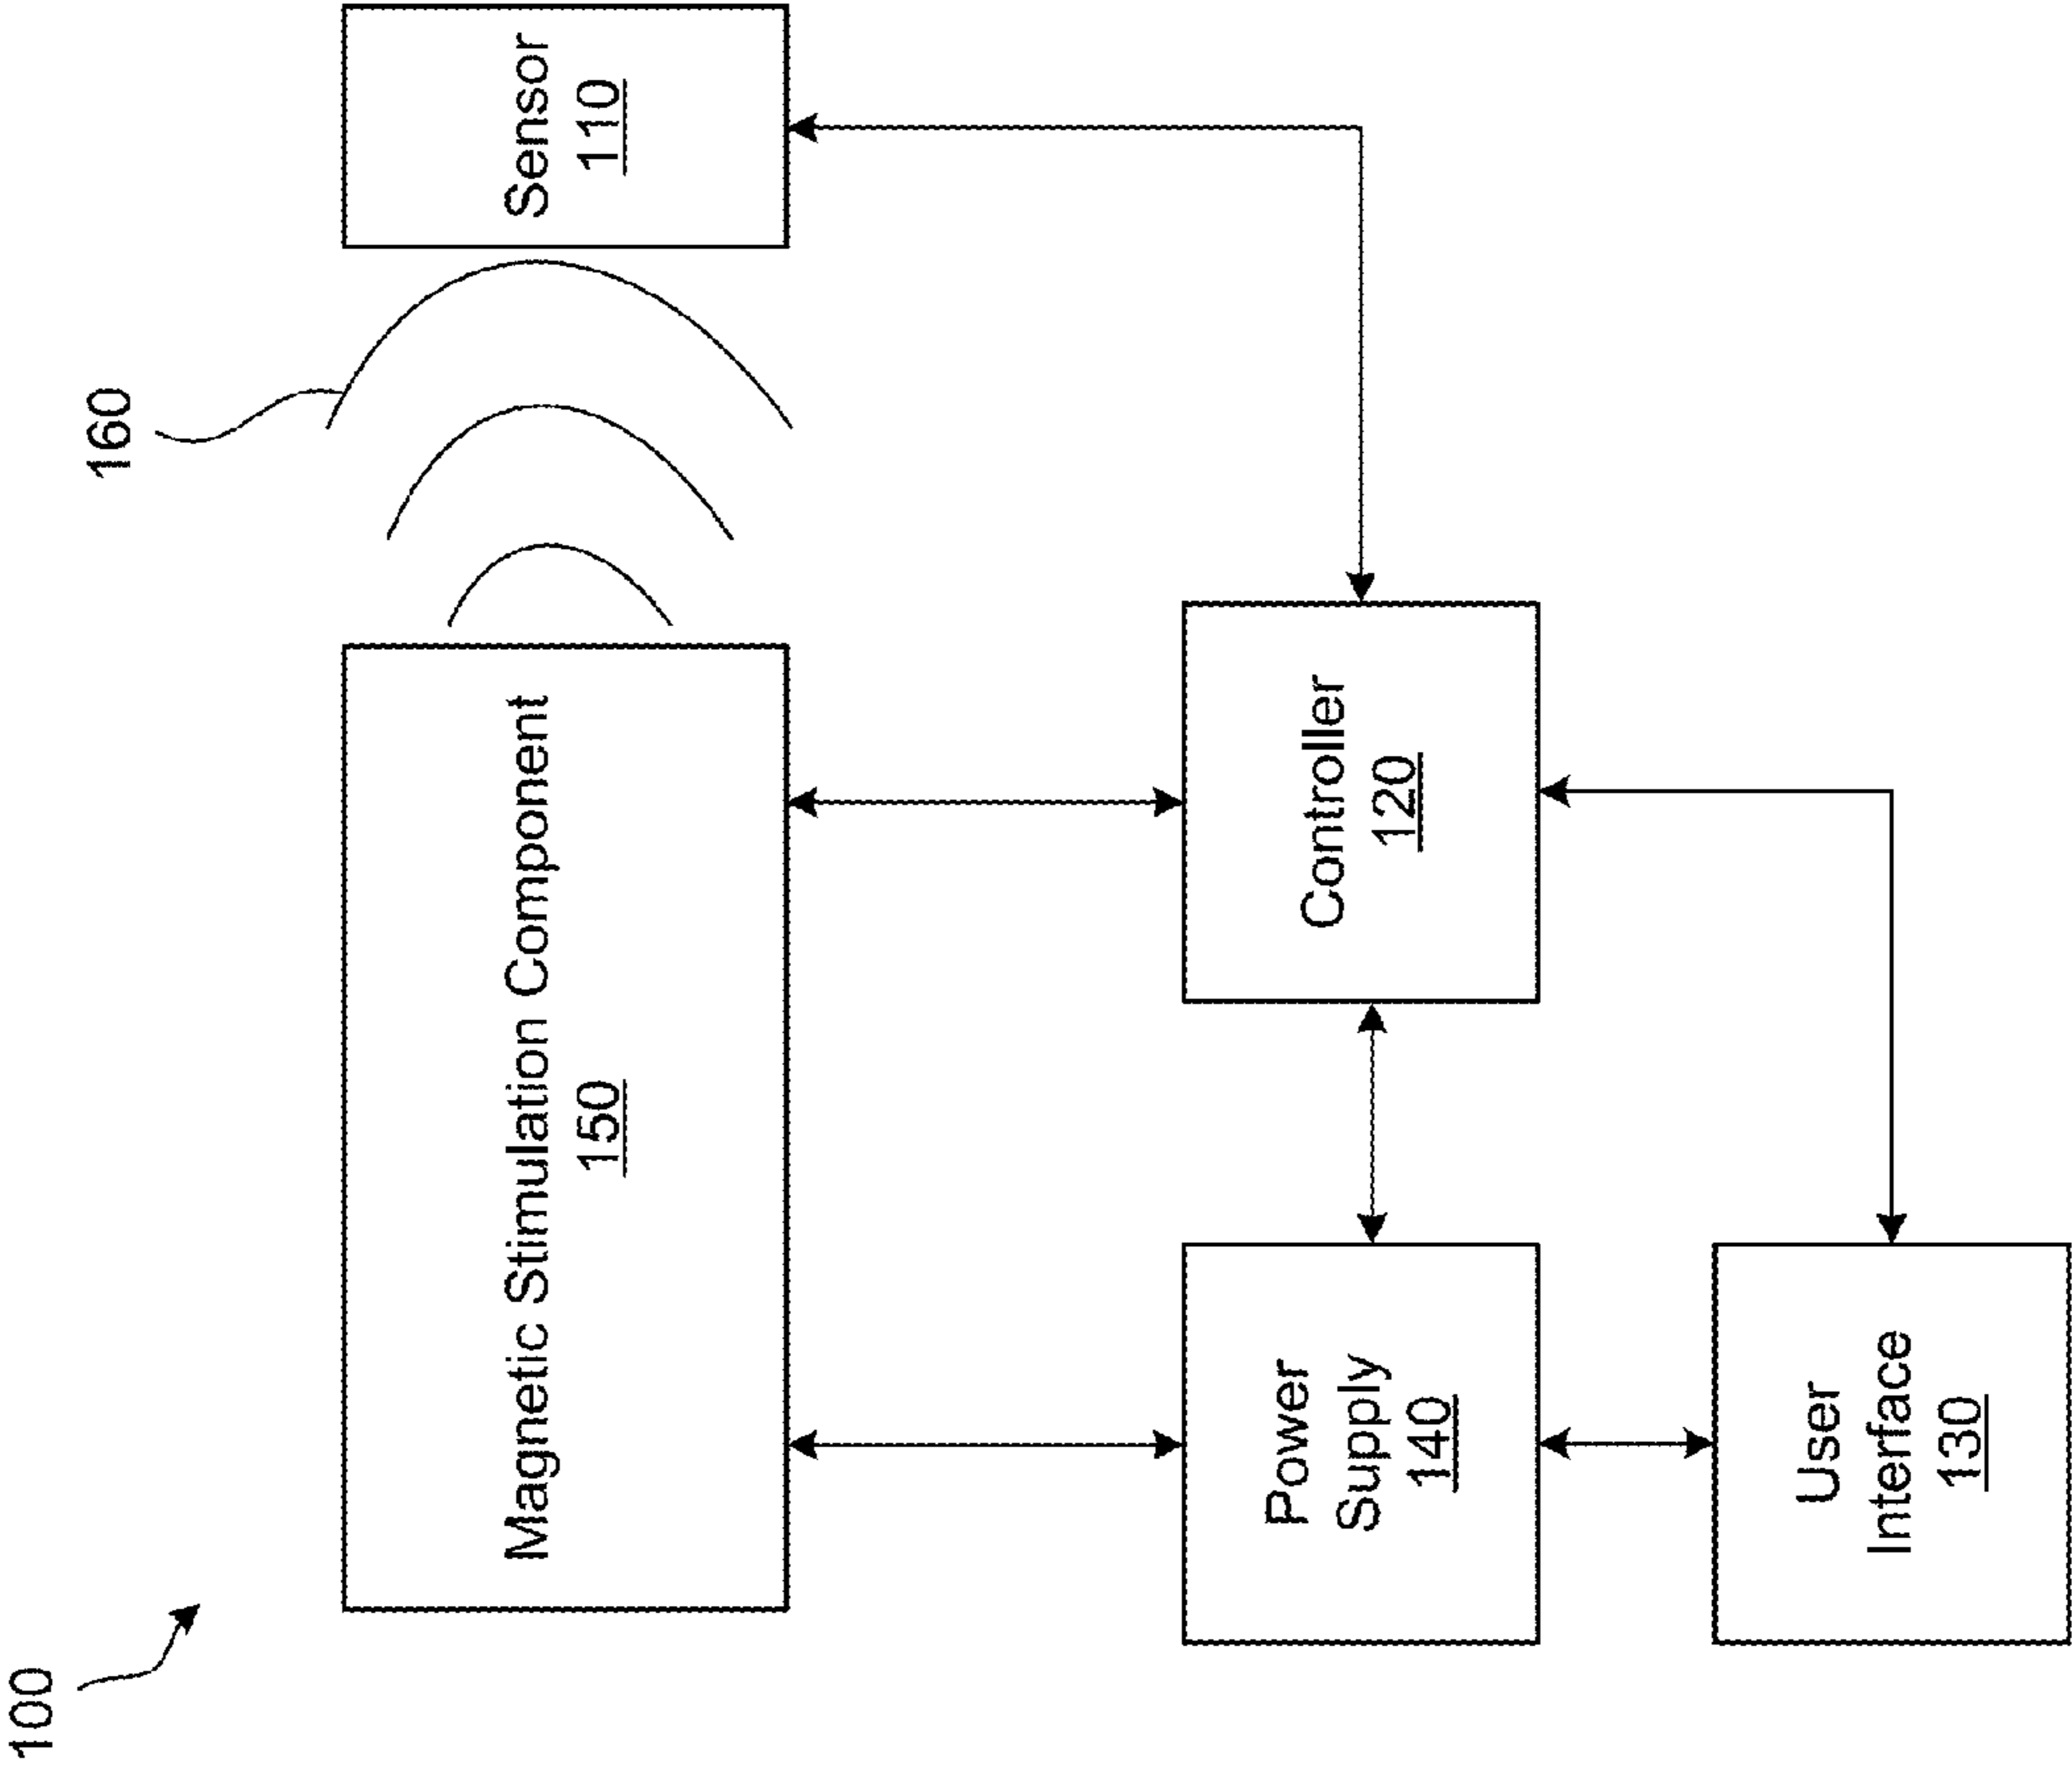 100
160
Magnetic Stimulation Component
150
Sensor
110
Power
Supply
140
Controller
120
User
Interface
130